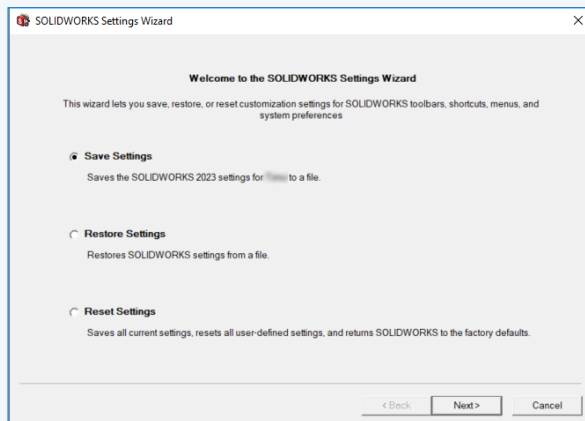 SOLIDWORKS Settings Wizard
Welcome to the SOLIDWORKS Settings Wizard
This wizard lets you save, restore, or reset customization settings for SOLIDWORKS toolbars, shortcuts, menus, and
system preferences
Save Settings
Saves the SOLIDWORKS 2023 settings for to a file.
Restore Settings
Restores SOLIDWORKS settings from a file.
Reset Settings
Saves all current settings, resets all user-defined settings, and returns SOLIDWORKS to the factory defaults.
< Back Next > Cancel